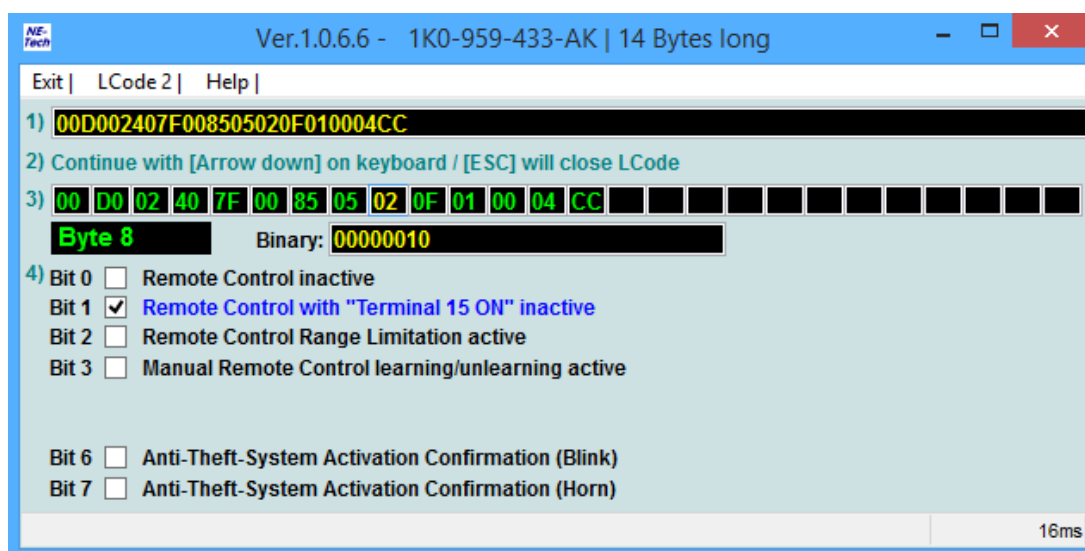 NE-Tech Ver.1.0.6.6 - 1K0-959-433-AK | 14 Bytes long
Exit | LCode 2 | Help |
1) 00D002407F008505020F010004CC
2) Continue with [Arrow down] on keyboard / [ESC] will close LCode
3) 00 D0 02 40 7F 00 85 05 02 0F 01 00 04 CC
Byte 8 Binary: 00000010
4) Bit 0 Remote Control inactive
Bit 1 Remote Control with "Terminal 15 ON" inactive
Bit 2 Remote Control Range Limitation active
Bit 3 Manual Remote Control learning/unlearning active
Bit 6 Anti-Theft-System Activation Confirmation (Blink)
Bit 7 Anti-Theft-System Activation Confirmation (Horn)
16ms